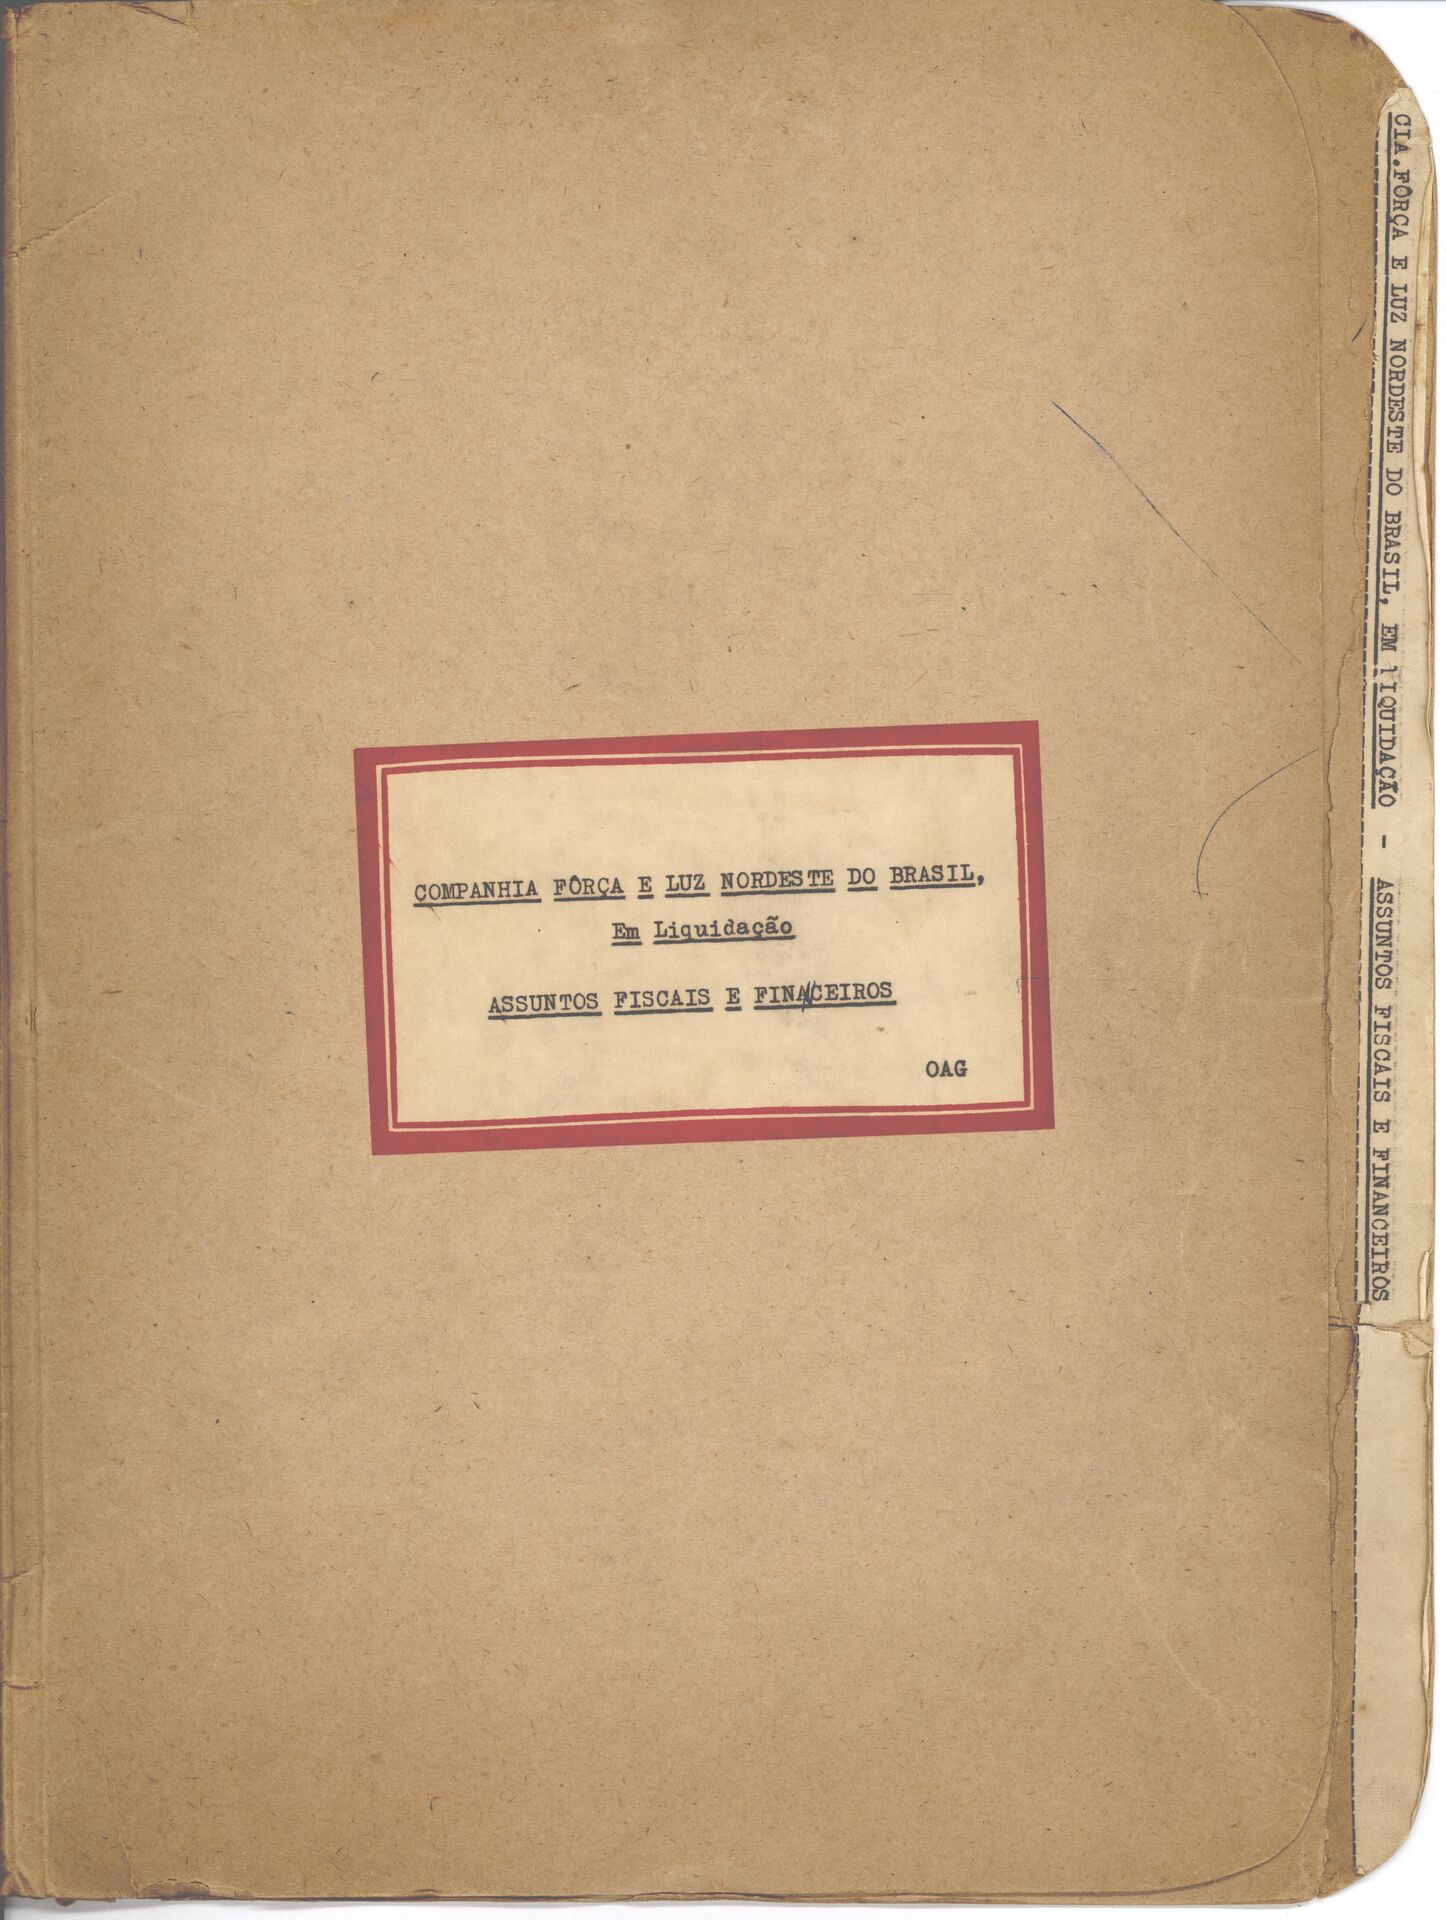 COMPANHIA FÔRÇA E LUZ NORDESTE DO BRASIL,
Em Liquidação
ASSUNTOS FISCAIS E FINANCEIROS
OAG
CIA.FÔRÇA E LUZ NORDESTE DO BRASIL, EM lIQUIDAÇÃO - ASSUNTOS FISCAIS E FINANCEIROS